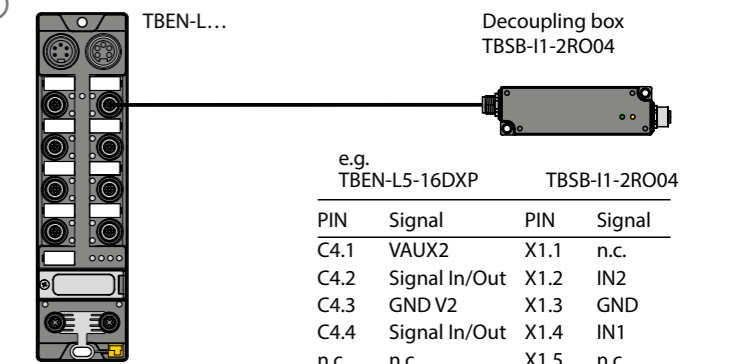 TBEN-L…
Decoupling box
TBSB-I1-2RO04
e.g.
TBEN-L5-16DXP TBSB-I1-2RO04
PIN Signal PIN Signal
C4.1 VAUX2 X1.1 n.c.
C4.2 Signal In/Out X1.2 IN2
C4.3 GND V2 X1.3 GND
C4.4 Signal In/Out X1.4 IN1
n.c. n.c. X1.5 n.c.